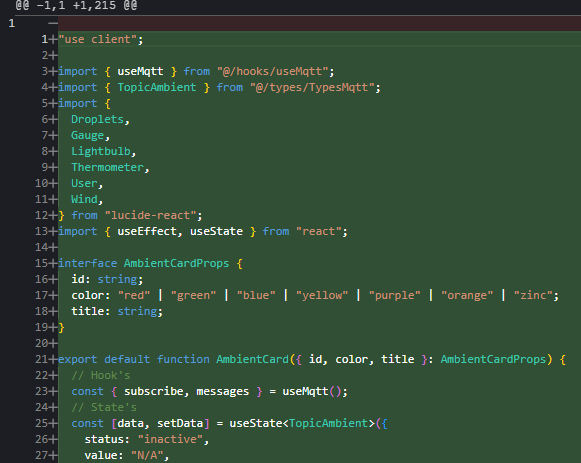 @@ -1,1 +1,215 @@
1 -
1+ "use client";
2+
3+ import { useMqtt } from "@/hooks/useMqtt";
4+ import { TopicAmbient } from "@/types/TypesMqtt";
5+ import {
6+   Droplets,
7+   Gauge,
8+   Lightbulb,
9+   Thermometer,
10+   User,
11+   Wind,
12+ } from "lucide-react";
13+ import { useEffect, useState } from "react";
14+
15+ interface AmbientCardProps {
16+   id: string;
17+   color: "red" | "green" | "blue" | "yellow" | "purple" | "orange" | "zinc";
18+   title: string;
19+ }
20+
21+ export default function AmbientCard({ id, color, title }: AmbientCardProps) {
22+   // Hook's
23+   const { subscribe, messages } = useMqtt();
24+   // State's
25+   const [data, setData] = useState<TopicAmbient>({
26+     status: "inactive",
27+     value: "N/A",